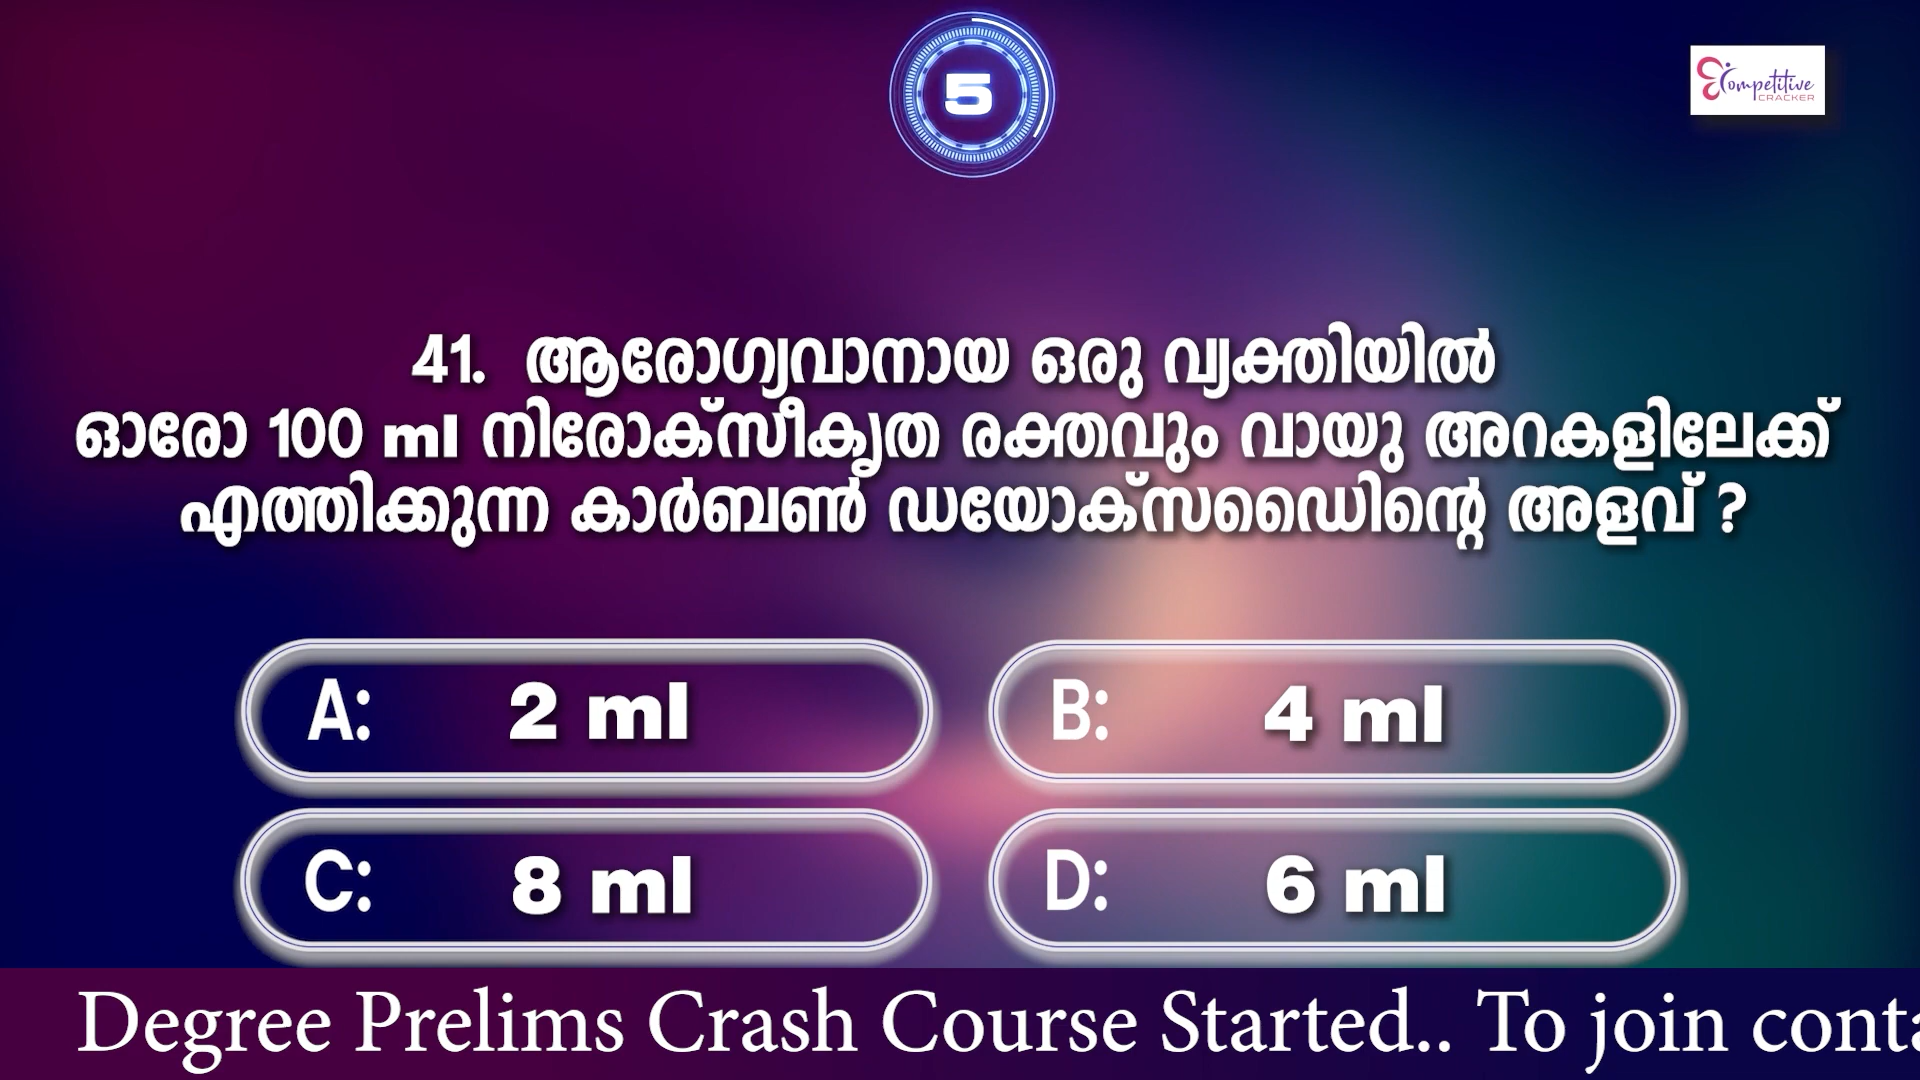 5
Competitive
CRACKER
41. ആരോഗ്യവാനായ ഒരു വ്യക്തിയിൽ
ഓരോ 100 ml നിരോക്സീകൃത രക്തവും വായു അറകളിലേക്ക്
എത്തിക്കുന്ന കാർബൺ ഡയോക്സഡൈിന്റെ അളവ് ?
A: 2 ml
B: 4 ml
C: 8 ml
D: 6 ml
Degree Prelims Crash Course Started.. To join conta